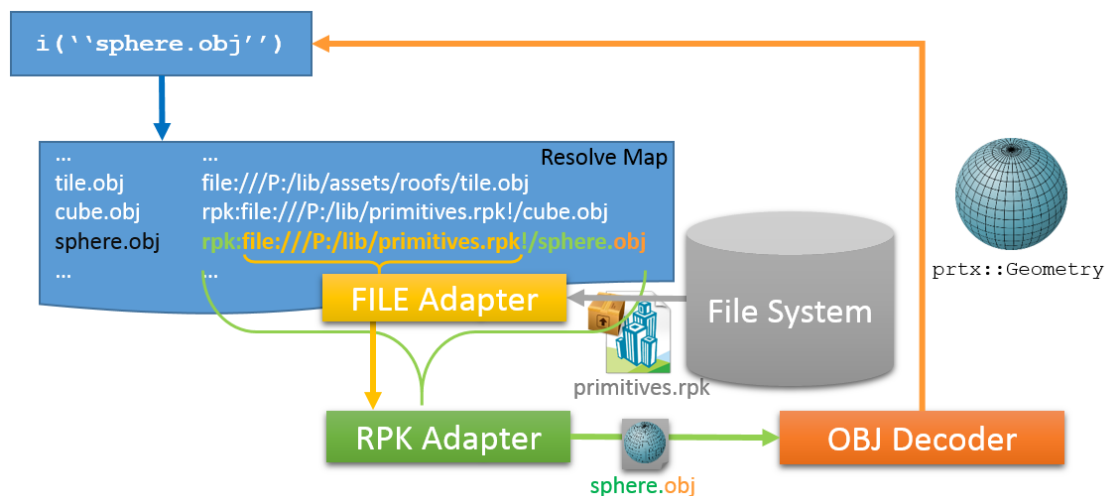 i(‘‘sphere.obj’’)
Resolve Map
... ...
tile.obj file:///P:/lib/assets/roofs/tile.obj
cube.obj rpk:file:///P:/lib/primitives.rpk!/cube.obj
sphere.obj rpk:file:///P:/lib/primitives.rpk!/sphere.obj
... ...
prtx::Geometry
FILE Adapter
File System
primitives.rpk
RPK Adapter
OBJ Decoder
sphere.obj